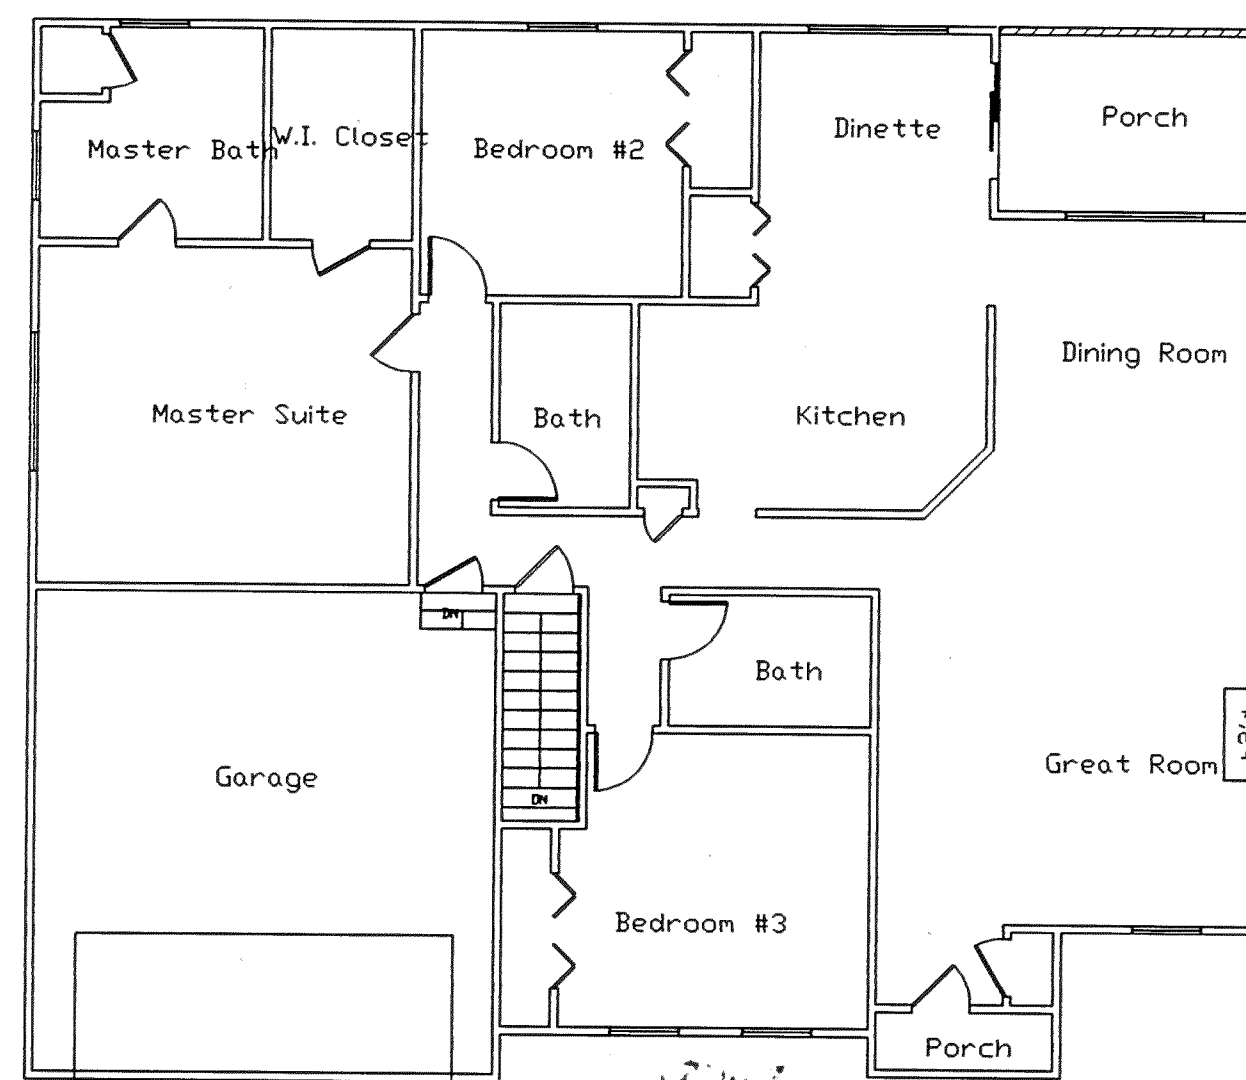 Porch
Dinette
W.I. Closet
Master Bath
Bedroom #2
Dining Room
Master Suite
Bath
Kitchen
DN
Bath
Great Room
Garage
DN
Bedroom #3
Porch